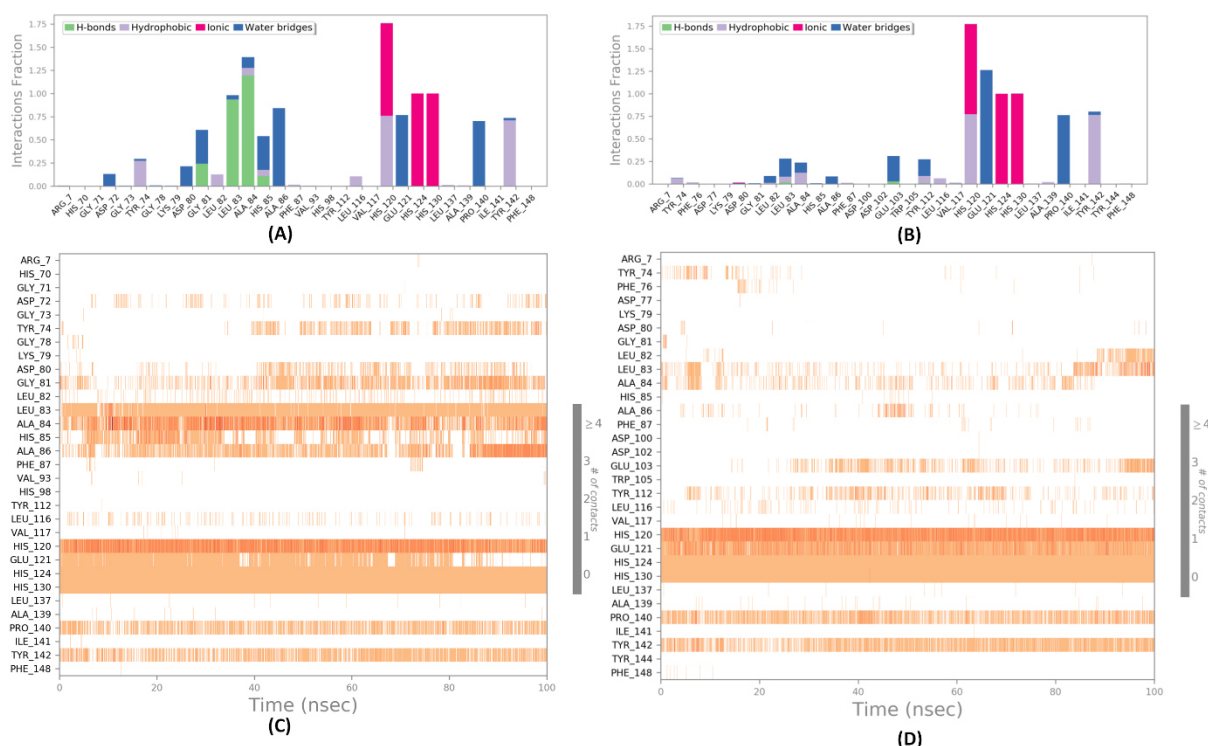 H-bonds Hydrophobic Ionic Water bridges
Interactions Fraction
1.75
1.50
1.25
1.00
0.75
0.50
0.25
0.00
ARG_7 HIS_70 GLY_71 ASP_72 GLY_73 TYR_74 GLY_78 LYS_79 ASP_80 GLY_81 LEU_82 LEU_83 ALA_84 HIS_85 ALA_86 PHE_87 VAL_93 HIS_98 TYR_112 LEU_116 VAL_117 HIS_120 GLU_121 HIS_124 HIS_130 LEU_137 ALA_139 PRO_140 ILE_141 TYR_142 PHE_148
(A)
H-bonds Hydrophobic Ionic Water bridges
Interactions Fraction
1.75
1.50
1.25
1.00
0.75
0.50
0.25
0.00
ARG_7 TYR_74 PHE_76 ASP_77 LYS_79 ASP_80 GLY_81 LEU_82 LEU_83 ALA_84 HIS_85 ALA_86 PHE_87 ASP_100 ASP_102 GLU_103 TRP_105 TYR_112 LEU_116 VAL_117 HIS_120 GLU_121 HIS_124 HIS_130 LEU_137 ALA_139 PRO_140 ILE_141 TYR_142 TYR_144 PHE_148
(B)
ARG_7
HIS_70
GLY_71
ASP_72
GLY_73
TYR_74
GLY_78
LYS_79
ASP_80
GLY_81
LEU_82
LEU_83
ALA_84
HIS_85
ALA_86
PHE_87
VAL_93
HIS_98
TYR_112
LEU_116
VAL_117
HIS_120
GLU_121
HIS_124
HIS_130
LEU_137
ALA_139
PRO_140
ILE_141
TYR_142
PHE_148
0 20 40 60 80 100
Time (nsec)
(C)
≥4
3
2
1
0
# of contacts
ARG_7
TYR_74
PHE_76
ASP_77
LYS_79
ASP_80
GLY_81
LEU_82
LEU_83
ALA_84
HIS_85
ALA_86
PHE_87
ASP_100
ASP_102
GLU_103
TRP_105
TYR_112
LEU_116
VAL_117
HIS_120
GLU_121
HIS_124
HIS_130
LEU_137
ALA_139
PRO_140
ILE_141
TYR_142
TYR_144
PHE_148
0 20 40 60 80 100
Time (nsec)
(D)
≥4
3
2
1
0
# of contacts